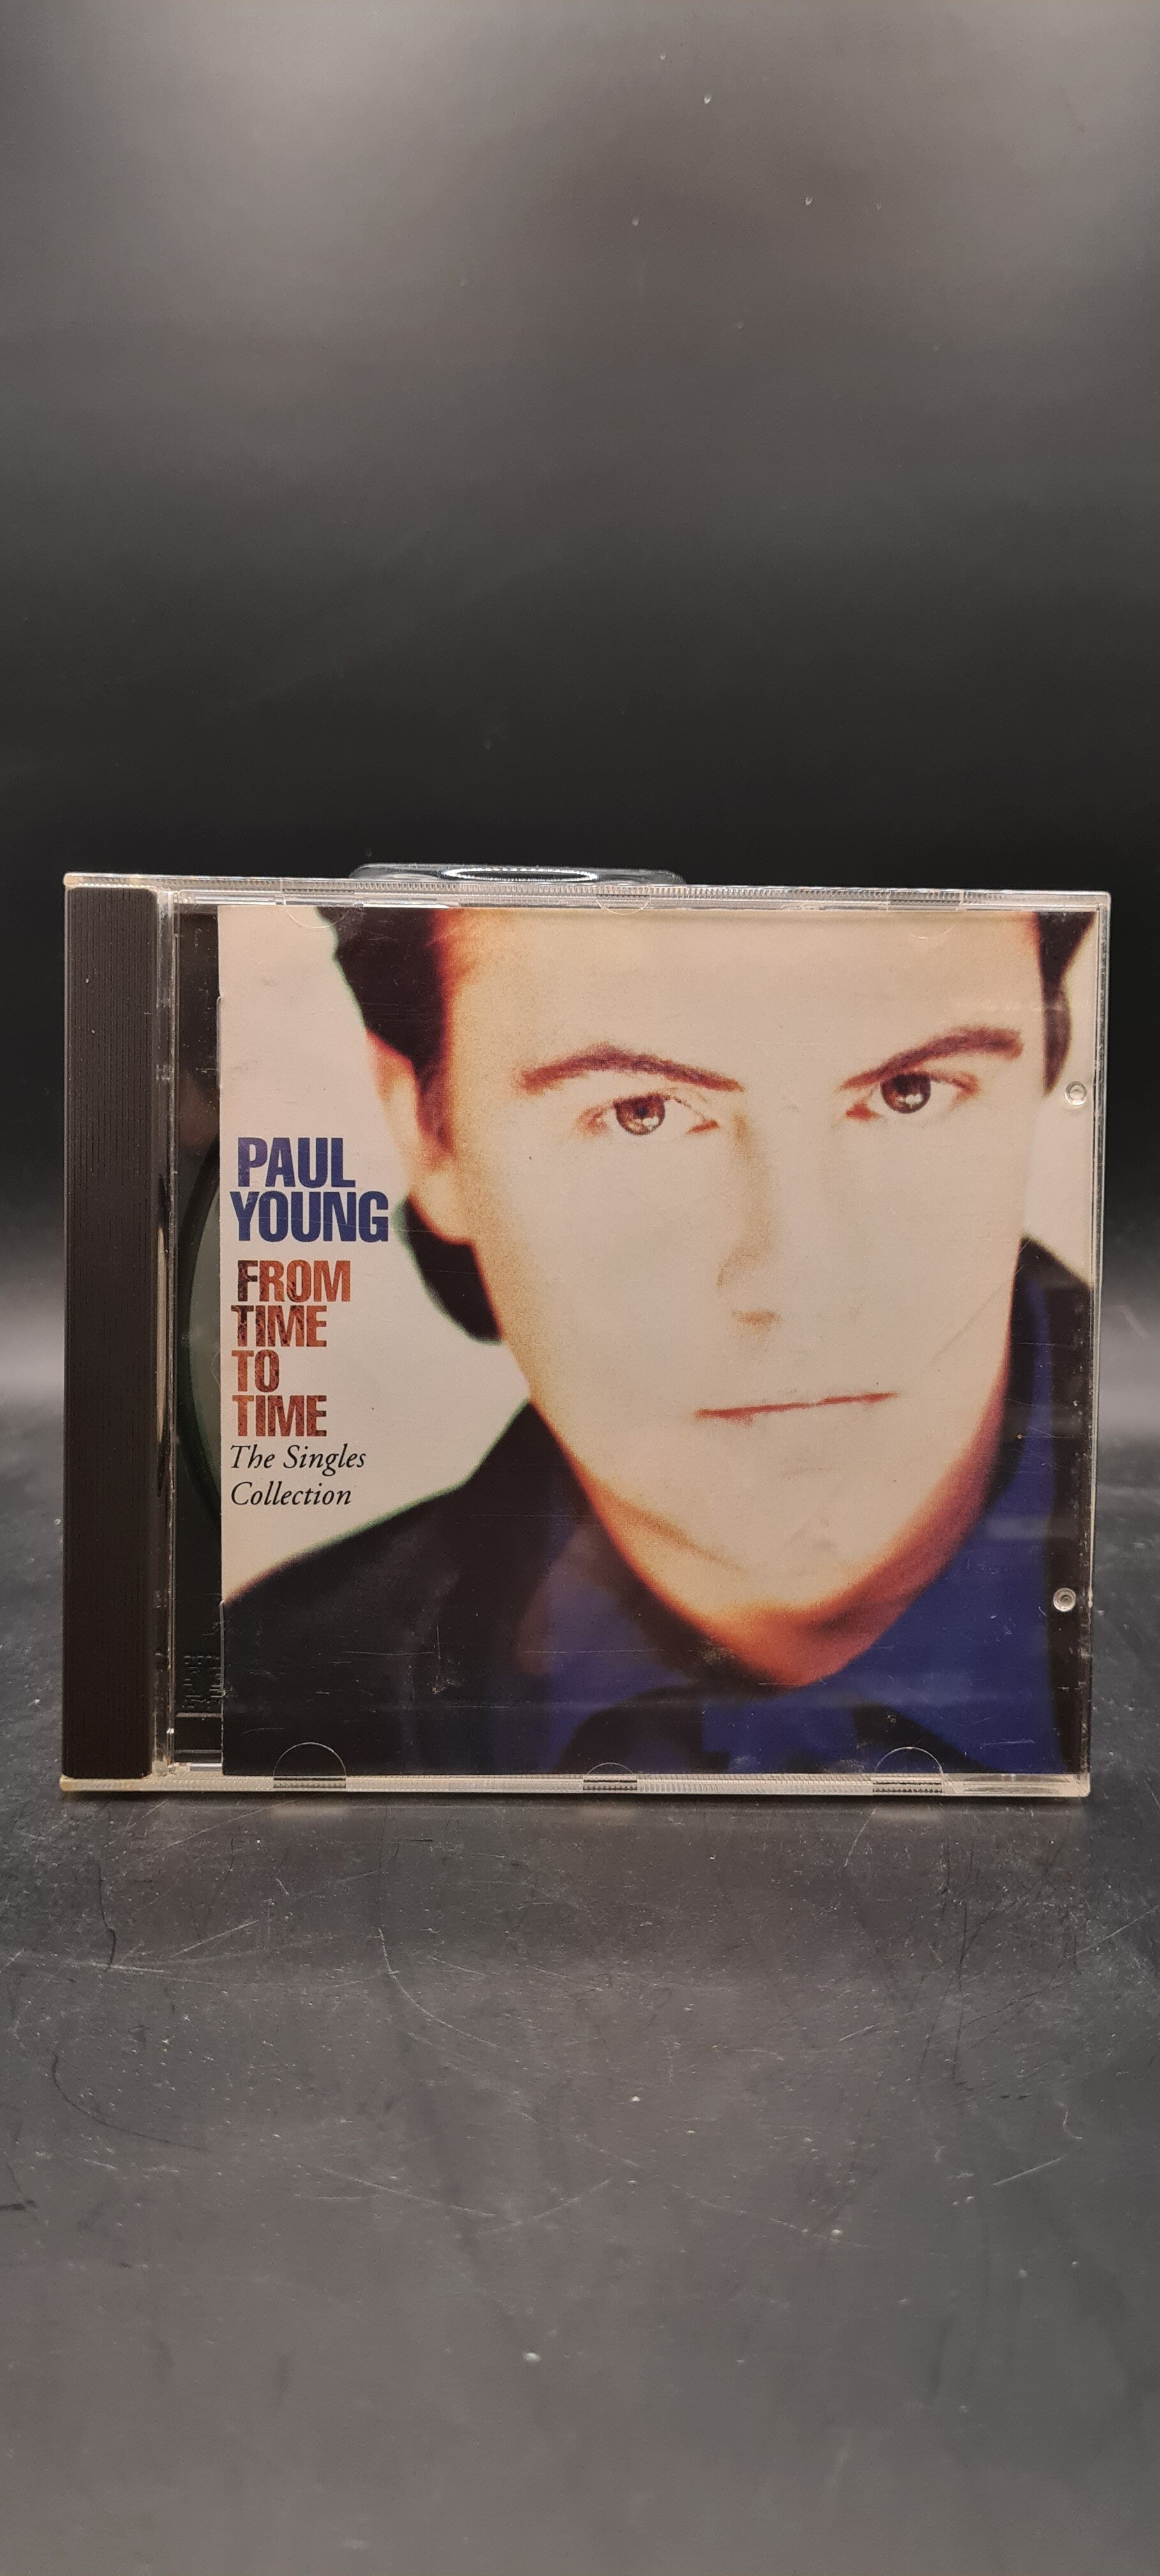 PAUL
YOUNG
FROM
TIME
TO
TIME
The Singles
Collection